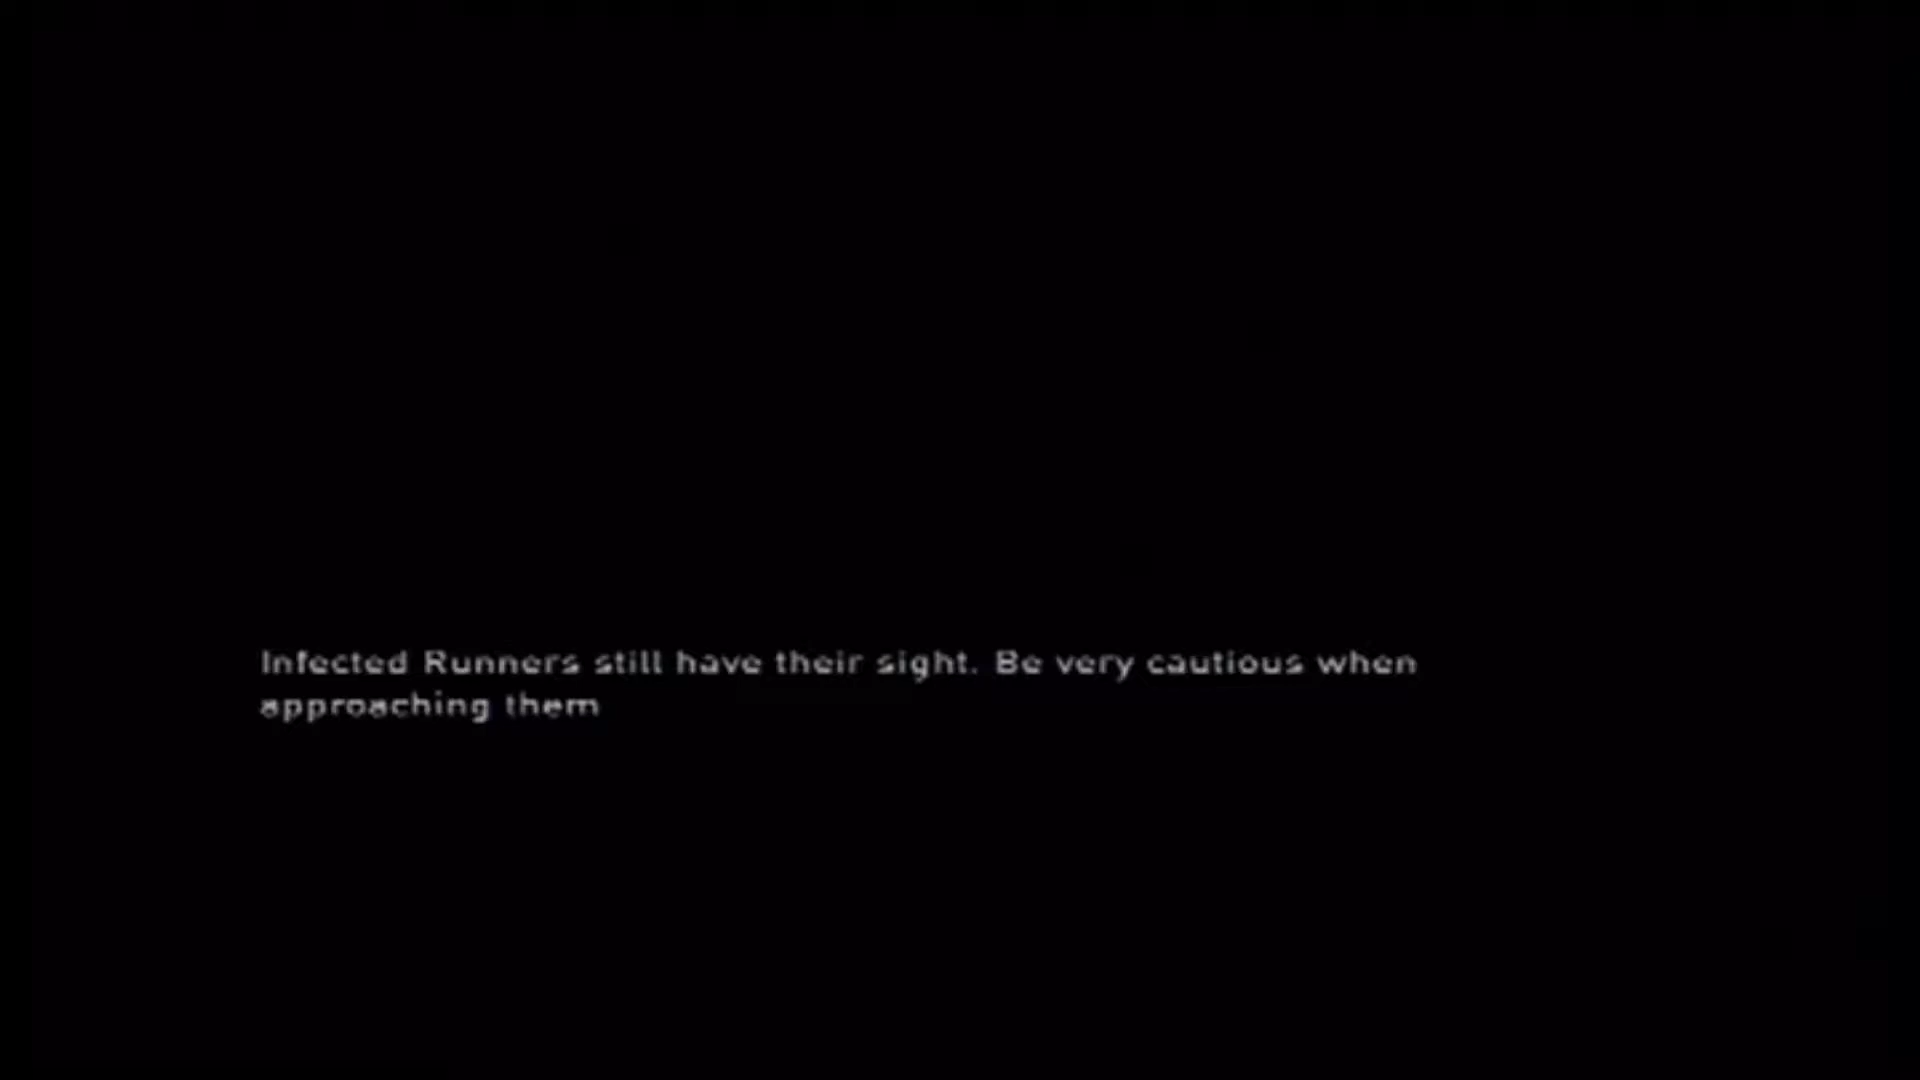 Infected Runners still have their sight. Be very cautious when
approaching them